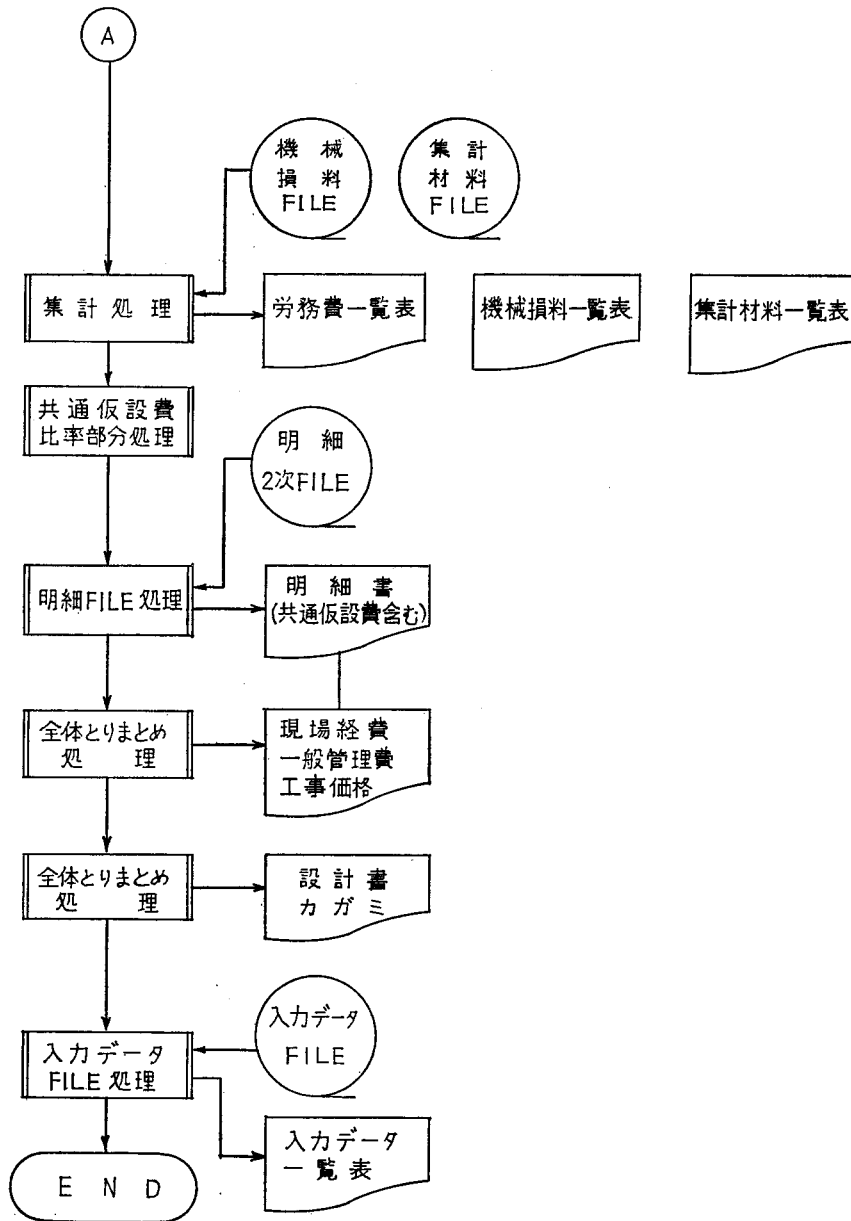 A
機械
損料
FILE
集計
材料
FILE
集計処理
労務費一覧表
機械損料一覧表
集計材料一覧表
共通仮設費
比率部分処理
明細
2次FILE
明細FILE処理
明細書
(共通仮設費含む)
全体とりまとめ
処理
現場経費
一般管理費
工事価格
全体とりまとめ
処理
設計書
カガミ
入力データ
FILE
入力データ
FILE処理
入力データ
一覧表
END